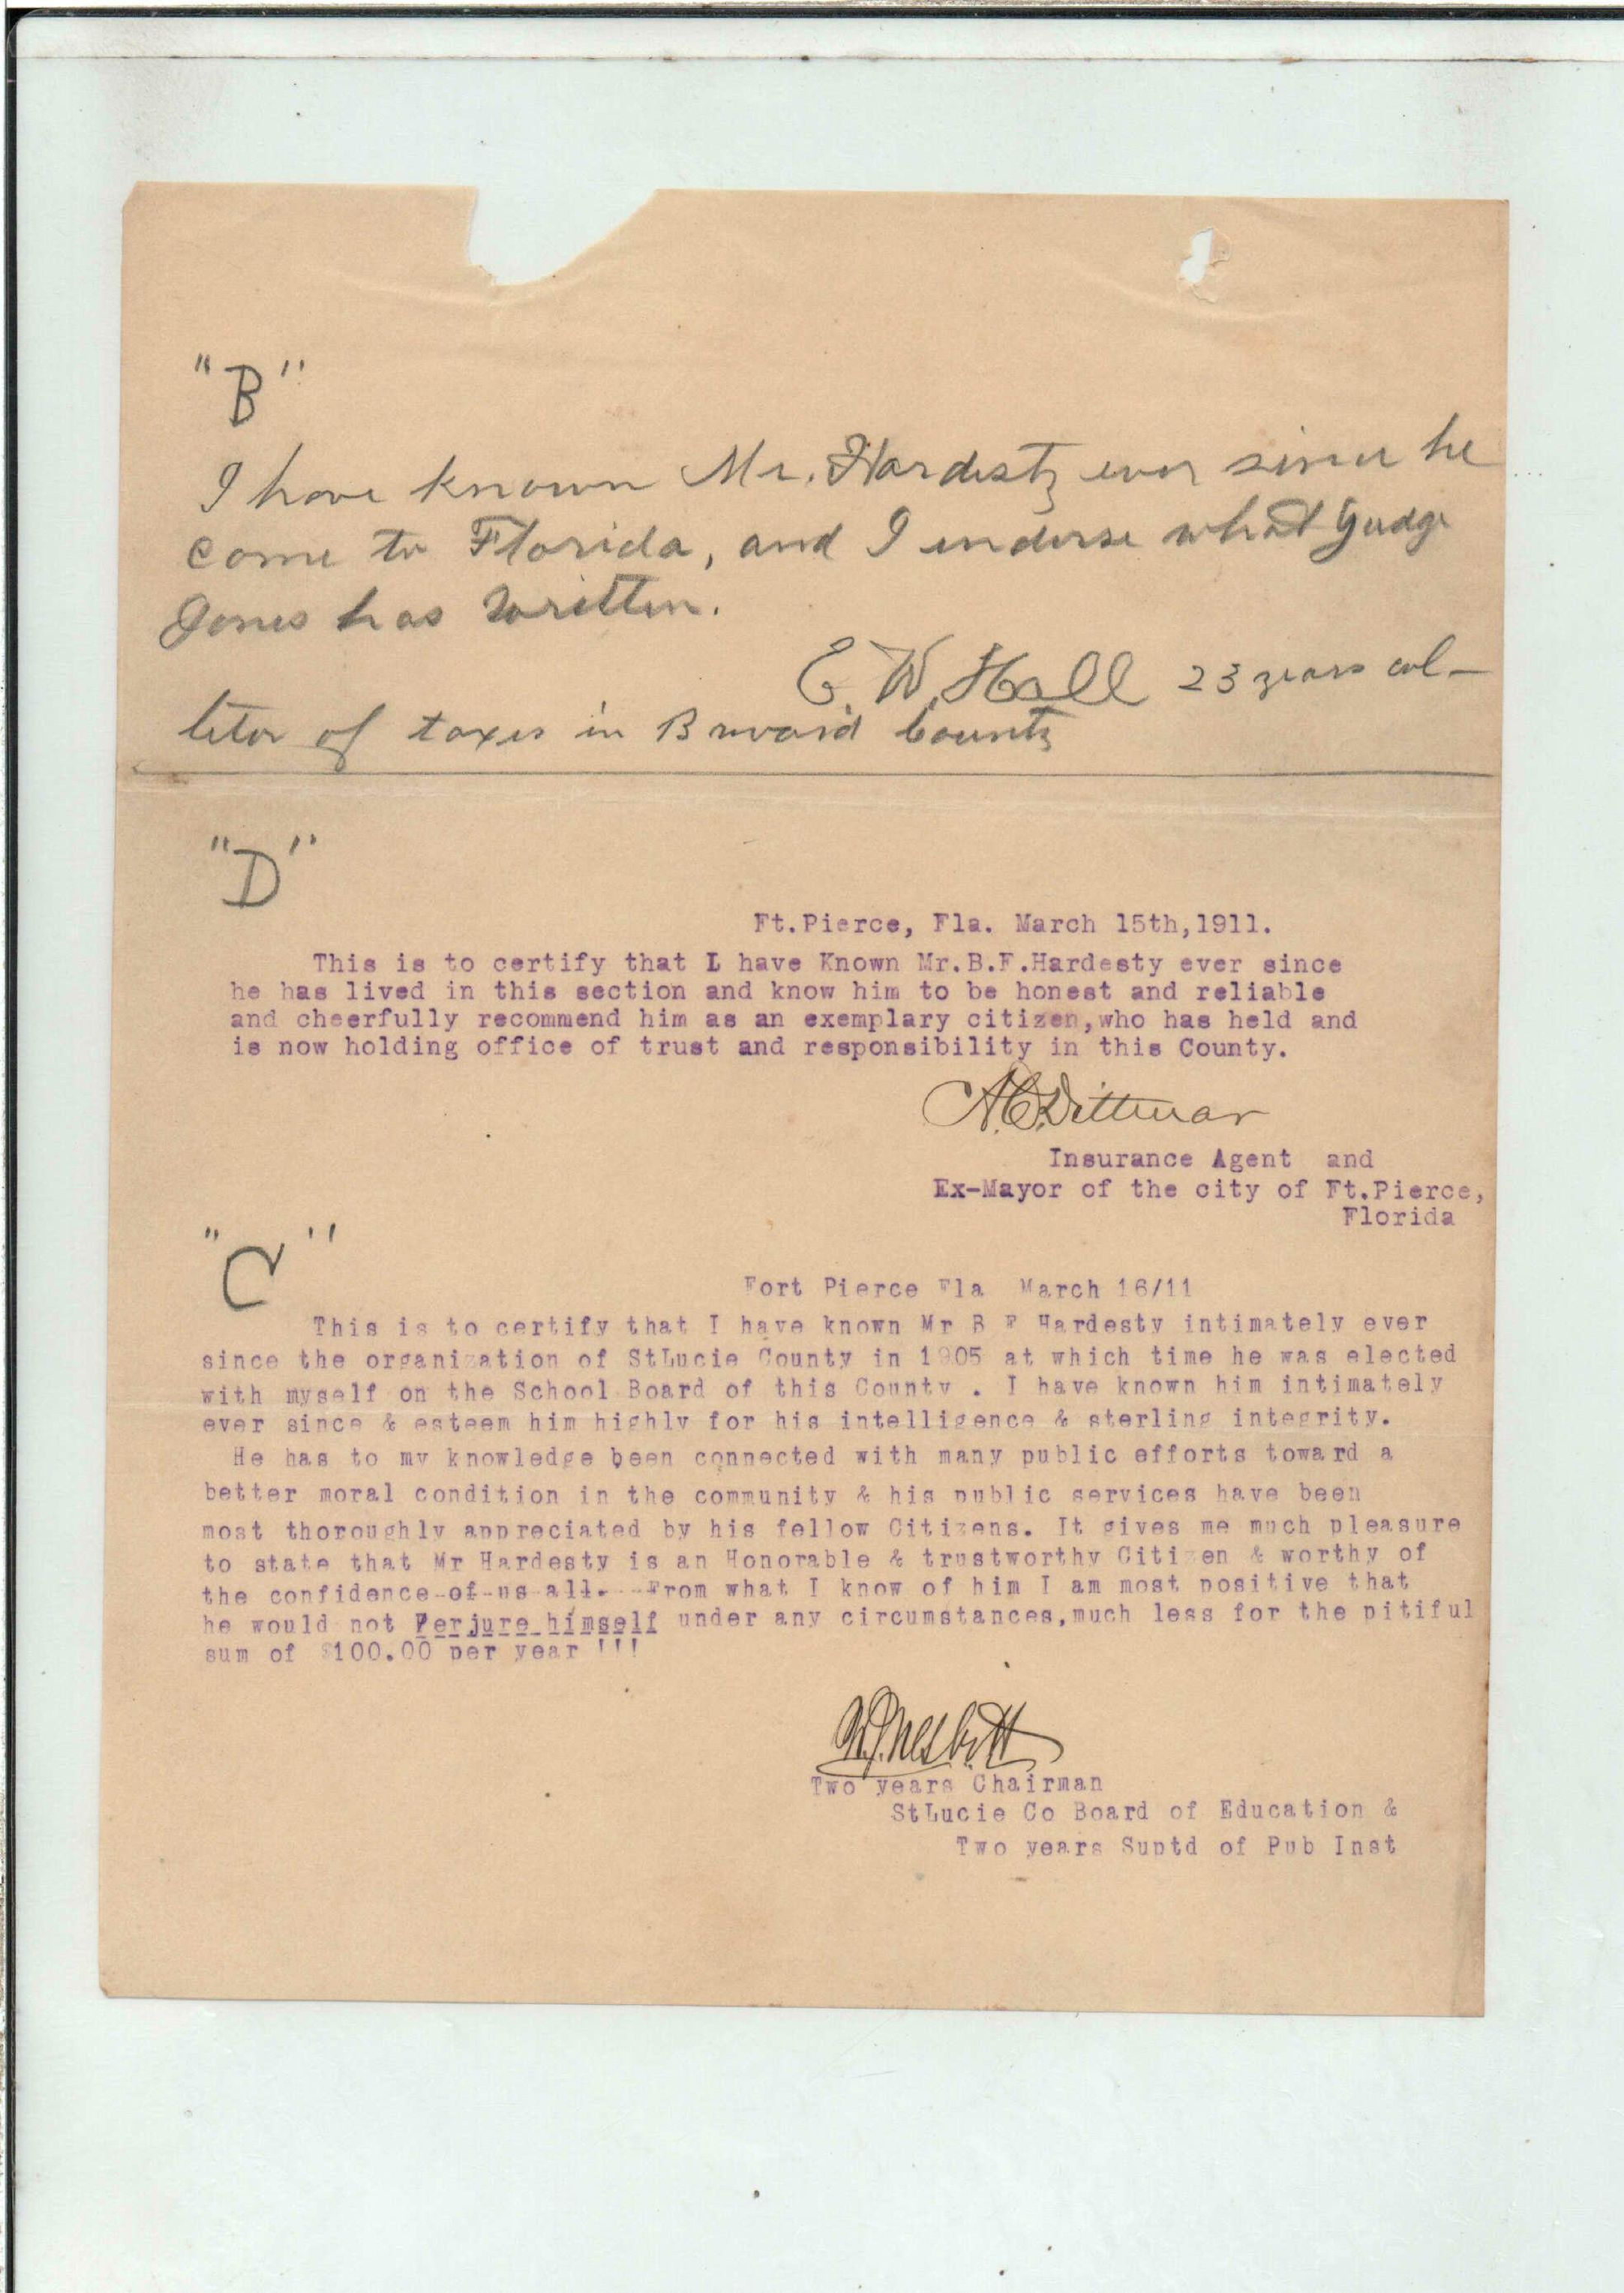 "B"
I have known Mr. Hardesty ever since he
come to Florida, and I endorse what Judge
Jones has written.
E. W. Hall 23 years col-
letor of taxes in Brevard County
"D"
Ft.Pierce, Fla. March 15th,1911.
This is to certify that I have Known Mr.B.F.Hardesty ever since
he has lived in this section and know him to be honest and reliable
and cheerfully recommend him as an exemplary citizen,who has held and
is now holding office of trust and responsibility in this County.
A.C.Dittmar
Insurance Agent and
Ex-Mayor of the city of Ft.Pierce,
Florida
"C"
Fort Pierce Fla March 16/11
This is to certify that I have known Mr B F Hardesty intimately ever
since the organization of StLucie County in 1905 at which time he was elected
with myself on the School Board of this County . I have known him intimately
ever since & esteem him highly for his intelligence & sterling integrity.
He has to my knowledge been connected with many public efforts toward a
better moral condition in the community & his public services have been
most thoroughly appreciated by his fellow Citizens. It gives me much pleasure
to state that Mr Hardesty is an Honorable & trustworthy Citizen & worthy of
the confidence-of-us-all.--From what I know of him I am most positive that
he would not Perjure himself under any circumstances,much less for the pitiful
sum of $100.00 per year !!!
Nesbitt
Two years Chairman
StLucie Co Board of Education &
Two years Suptd of Pub Inst